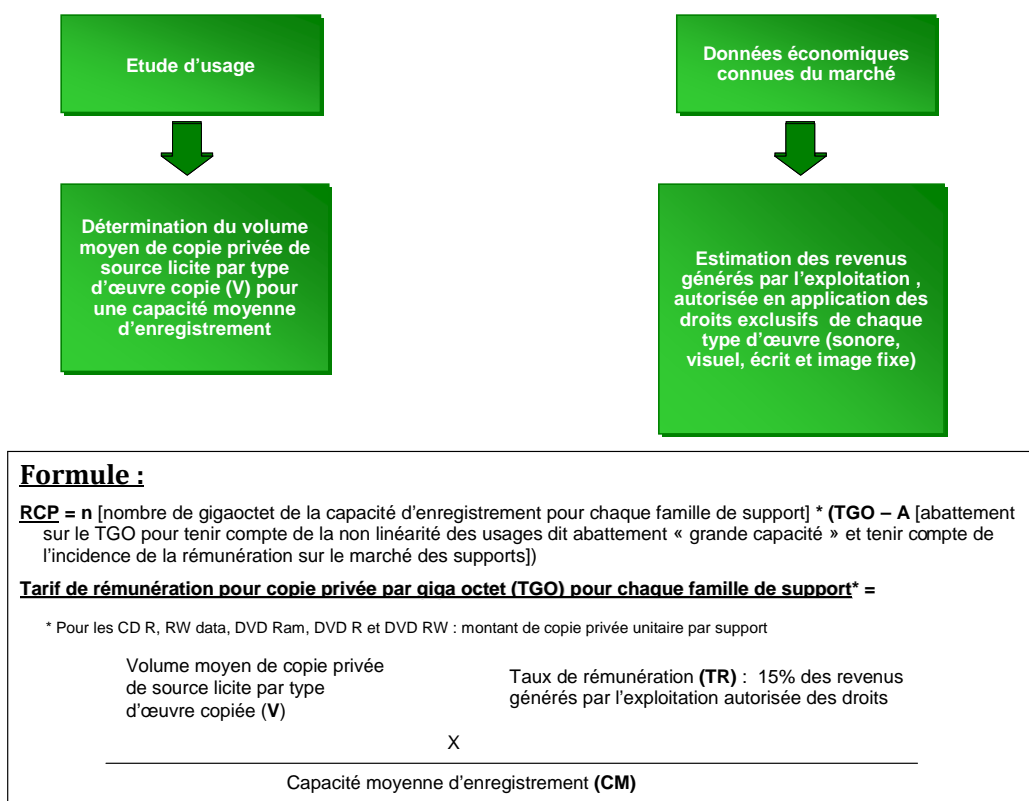 Etude d'usage
Données économiques
connues du marché
Détermination du volume
moyen de copie privée de
source licite par type
d'œuvre copie (V) pour
une capacité moyenne
d'enregistrement
Estimation des revenus
générés par l'exploitation ,
autorisée en application des
droits exclusifs de chaque
type d'œuvre (sonore,
visuel, écrit et image fixe)
Formule :
RCP = n [nombre de gigaoctet de la capacité d'enregistrement pour chaque famille de support] * (TGO – A [abattement
sur le TGO pour tenir compte de la non linéarité des usages dit abattement « grande capacité » et tenir compte de
l'incidence de la rémunération sur le marché des supports])
Tarif de rémunération pour copie privée par giga octet (TGO) pour chaque famille de support* =
* Pour les CD R, RW data, DVD Ram, DVD R et DVD RW : montant de copie privée unitaire par support
Volume moyen de copie privée
de source licite par type
d'œuvre copiée (V)
Taux de rémunération (TR) : 15% des revenus
générés par l'exploitation autorisée des droits
X
Capacité moyenne d'enregistrement (CM)